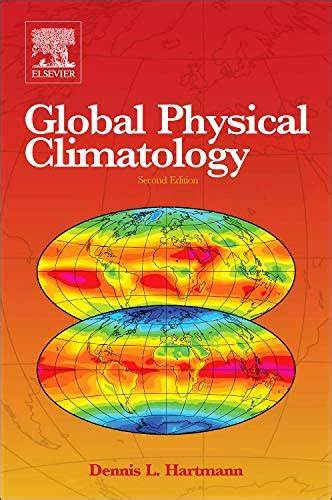 ELSEVIER
Global Physical
Climatology
Second Edition
Dennis L. Hartmann